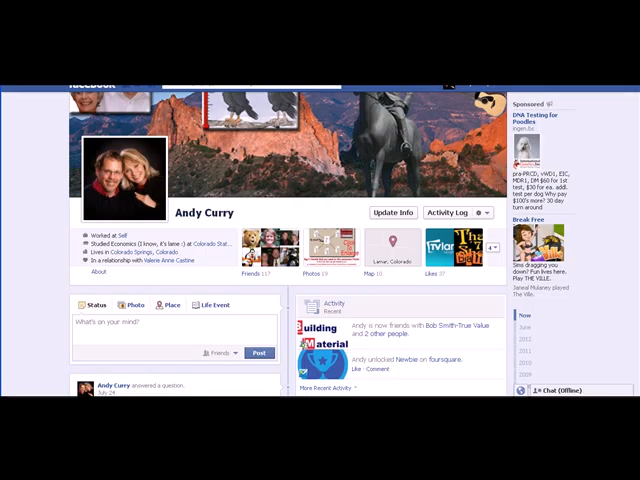 facebook
Andy Curry
Update Info
Activity Log
Worked at Self
Studied Economics (I know, it's lame :) at Colorado Stat...
Lives in Colorado Springs, Colorado
In a relationship with Valerie Anne Castine
About
Friends 117
Photos 19
Lamar, Colorado
Map 10
tvland
Likes 37
4
Status
Photo
Place
Life Event
What's on your mind?
Friends
Post
Andy Curry answered a question.
July 24
Activity
Recent
Building
Material
Andy is now friends with Bob Smith-True Value
and 2 other people.
Andy unlocked Newbie on foursquare.
Like · Comment
More Recent Activity
Sponsored
DNA Testing for
Poodles
pra-PRCD, vWD1, EIC,
MDR1, DM $60 for 1st
test, $30 for ea. addl.
test per dog Why pay
$100's more? 30 day
turn around
Break Free
Sins dragging you
down? Fun lives here.
Play THE VILLE.
Janeal Mulaney played
The Ville.
Now
June
2012
2011
2010
2009
Chat (Offline)